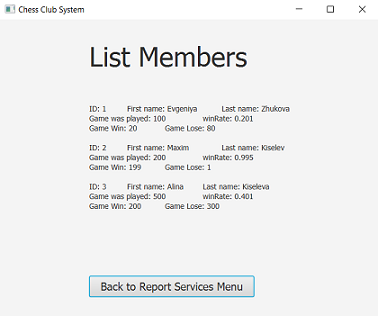 Chess Club System
List Members
ID: 1 First name: Evgeniya Last name: Zhukova
Game was played: 100 winRate: 0.201
Game Win: 20 Game Lose: 80
ID: 2 First name: Maxim Last name: Kiselev
Game was played: 200 winRate: 0.995
Game Win: 199 Game Lose: 1
ID: 3 First name: Alina Last name: Kiseleva
Game was played: 500 winRate: 0.401
Game Win: 200 Game Lose: 300
Back to Report Services Menu